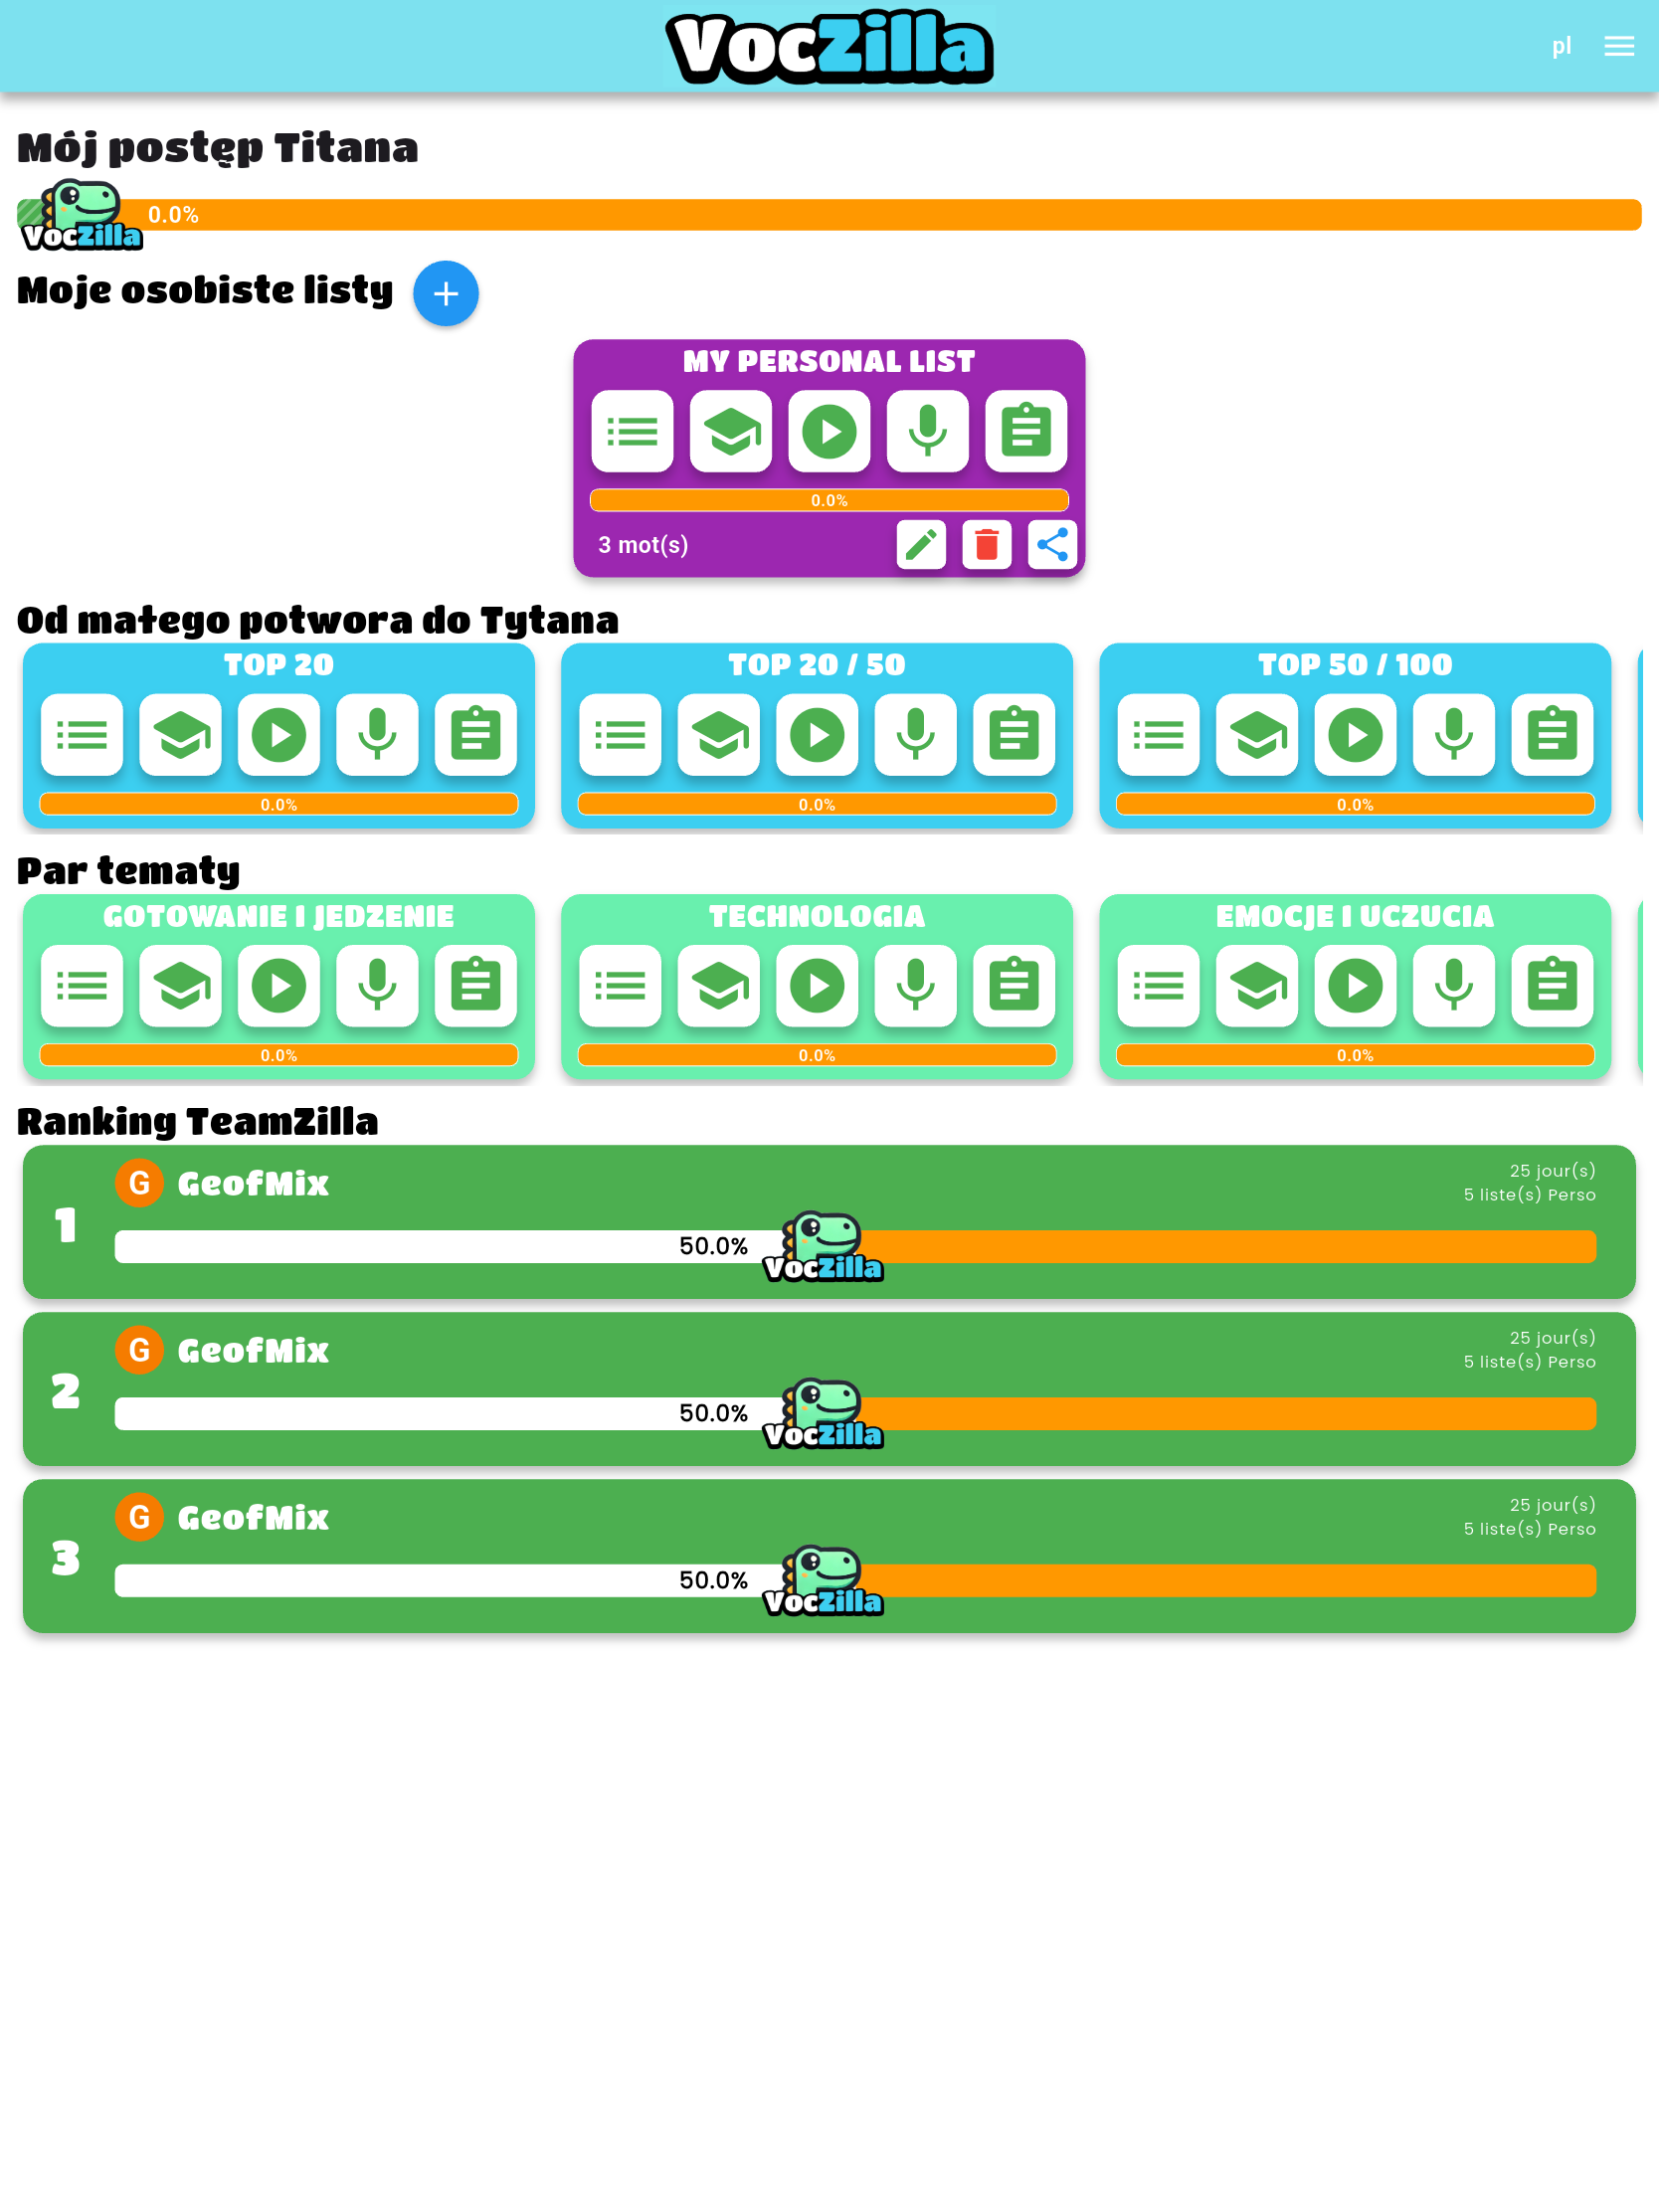 VocZilla
pl
Mój postęp Titana
VocZilla
0.0%
Moje osobiste listy
MY PERSONAL LIST
0.0%
3 mot(s)
Od małego potwora do Tytana
TOP 20
TOP 20 / 50
TOP 50 / 100
0.0%
0.0%
0.0%
Par tematy
GOTOWANIE I JEDZENIE
TECHNOLOGIA
EMOCJE I UCZUCIA
0.0%
0.0%
0.0%
Ranking TeamZilla
1
G GeofMix
25 jour(s)
5 liste(s) Perso
50.0%
VocZilla
2
G GeofMix
25 jour(s)
5 liste(s) Perso
50.0%
VocZilla
3
G GeofMix
25 jour(s)
5 liste(s) Perso
50.0%
VocZilla